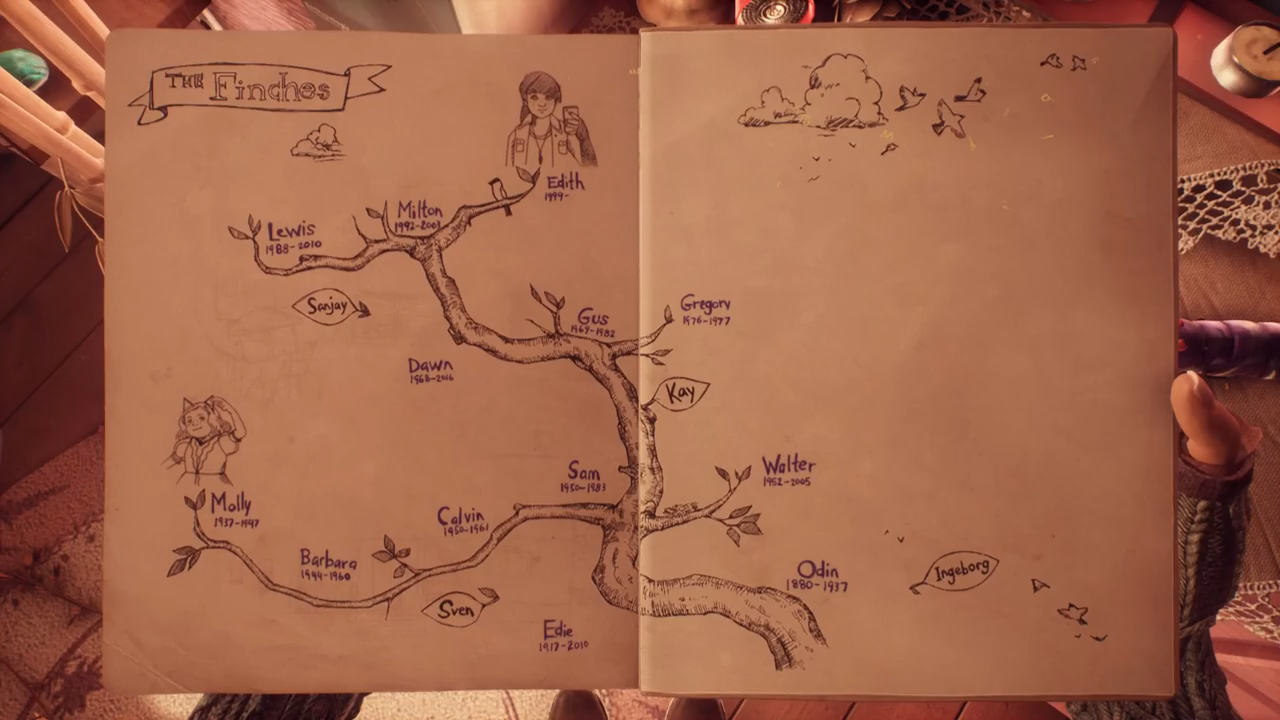 THE Finches
Edith
1999-
Milton
1992-2003
Lewis
1988-2010
Sanjay
Gus
1969-1982
Gregory
1976-1977
Dawn
1968-2016
Kay
Sam
1950-1983
Walter
1952-2005
Molly
1937-1947
Calvin
1950-1961
Barbara
1944-1960
Sven
Odin
1880-1937
Ingeborg
Edie
1917-2010